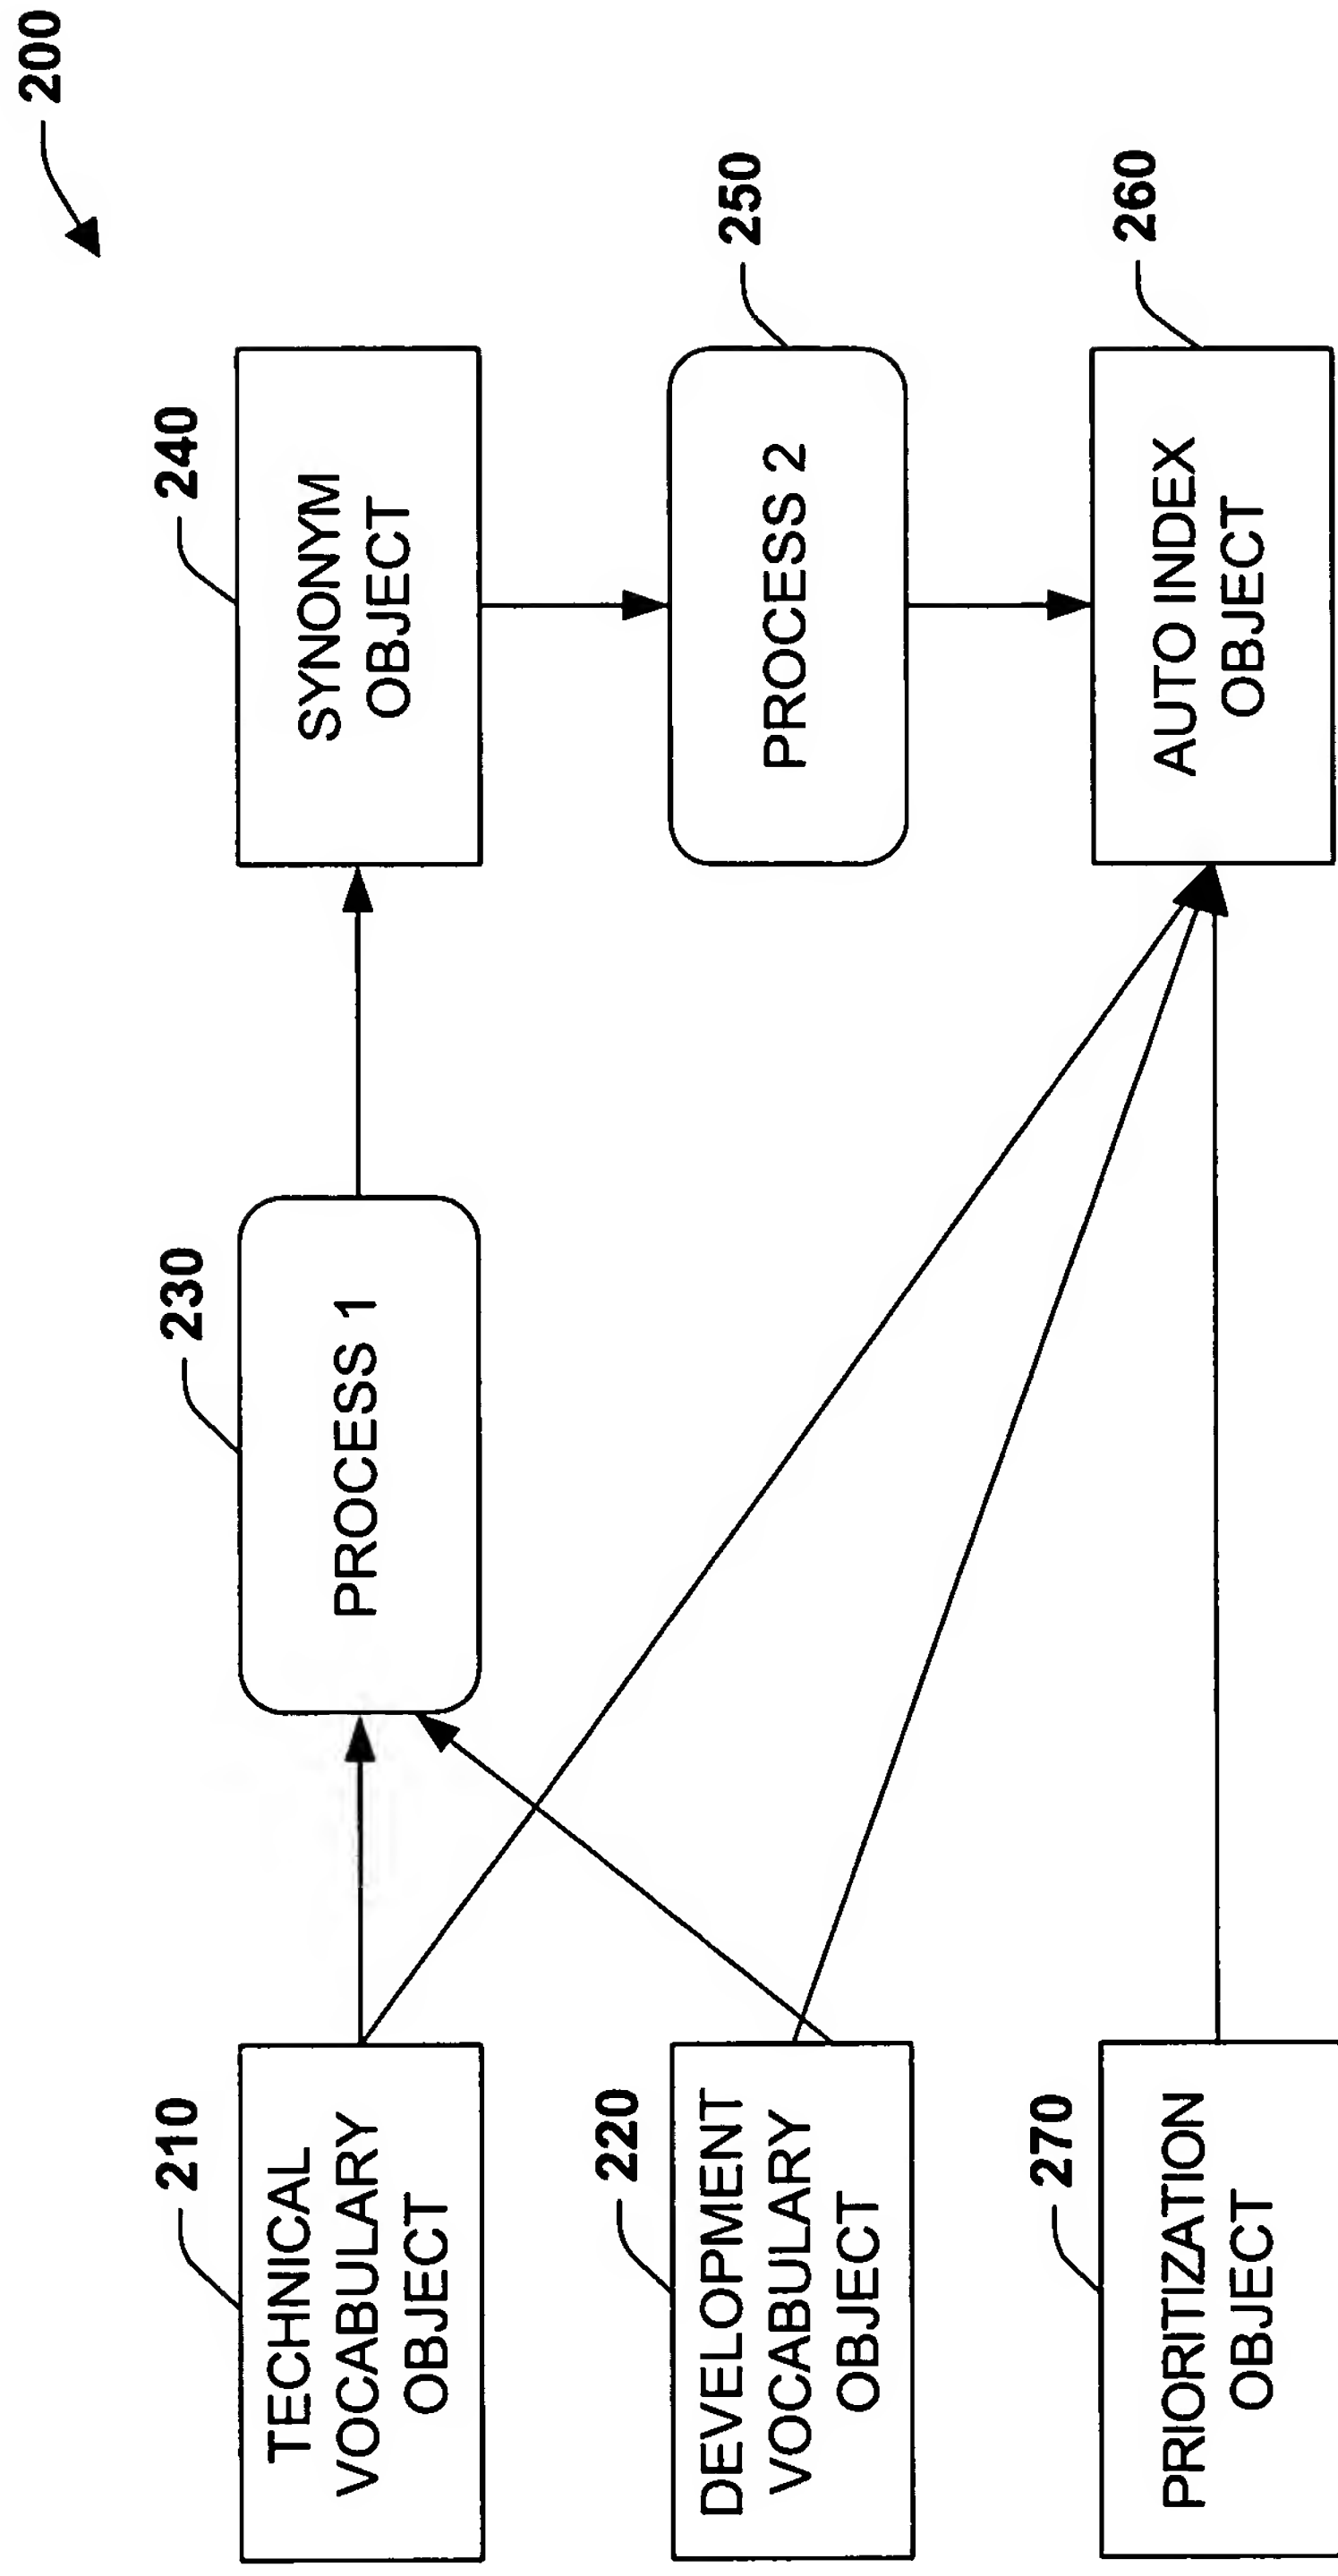 200
210
TECHNICAL
VOCABULARY
OBJECT
230
PROCESS 1
240
SYNONYM
OBJECT
220
DEVELOPMENT
VOCABULARY
OBJECT
250
PROCESS 2
270
PRIORITIZATION
OBJECT
260
AUTO INDEX
OBJECT